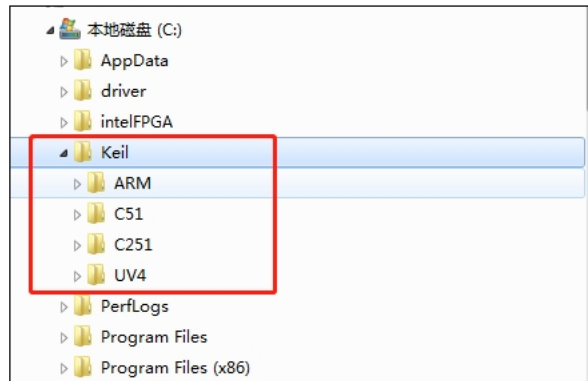 本地磁盘 (C:)
AppData
driver
intelFPGA
Keil
ARM
C51
C251
UV4
PerfLogs
Program Files
Program Files (x86)